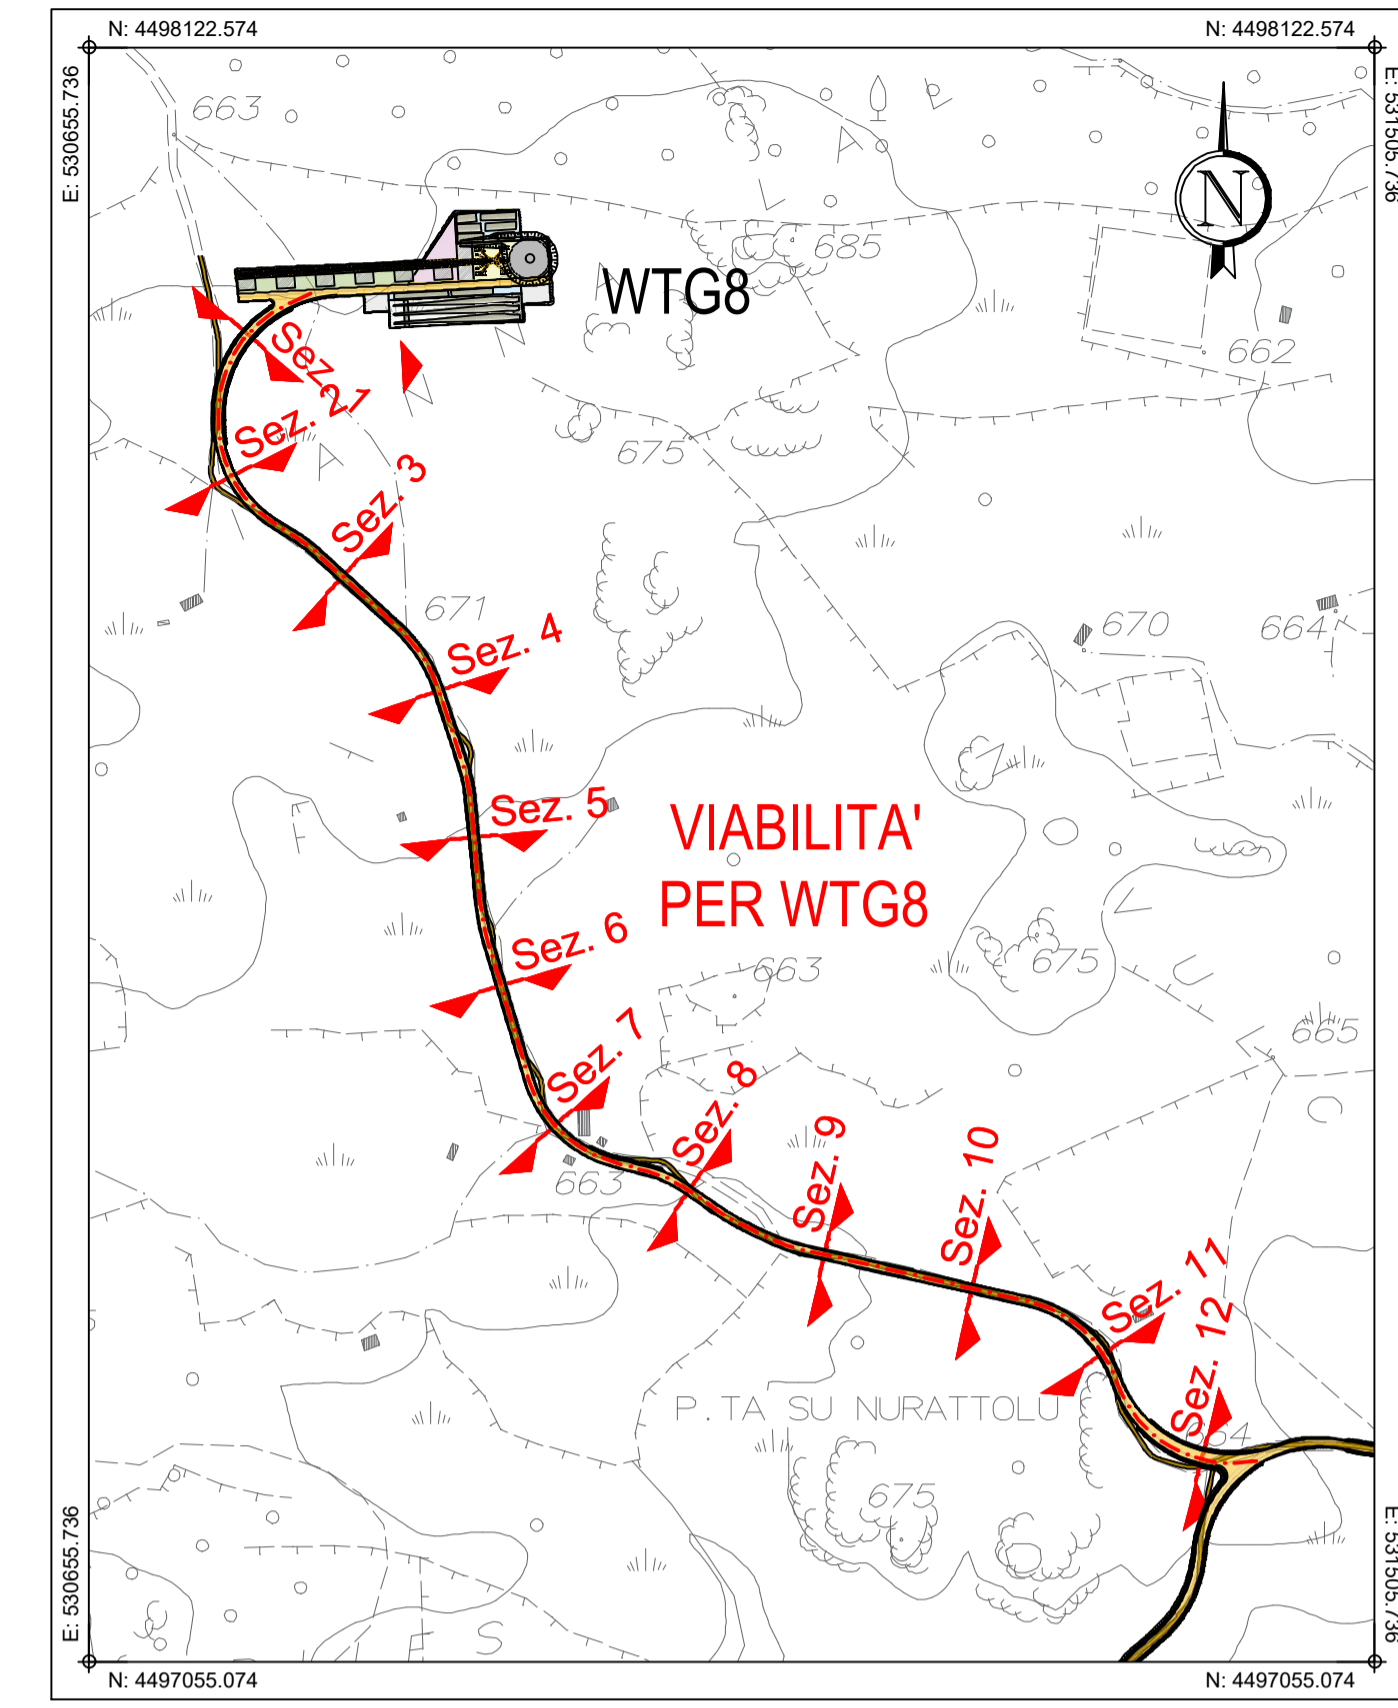 N: 4498122.574
N: 4498122.574
E: 530655.736
E: 531505.736
663
A
L
N
685
WTG8
662
Sez. 1
N
Sez. 2
675
A
Sez. 3
671
670
664
Sez. 4
Sez. 5
VIABILITA'
PER WTG8
Sez. 6
663
675
U
665
Sez. 7
Sez. 8
Sez. 9
Sez. 10
663
Sez. 11
Sez. 12
P.TA SU NURATTOLU
675
S
E: 530655.736
E: 531505.736
N: 4497055.074
N: 4497055.074